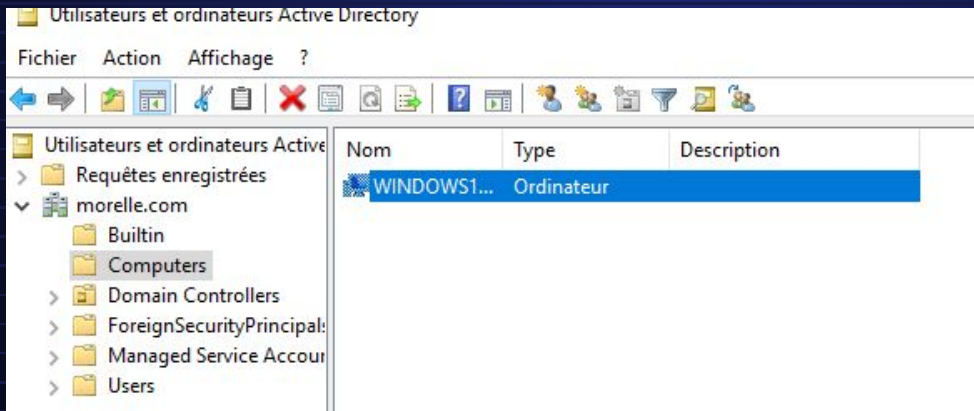 Utilisateurs et ordinateurs Active Directory
Fichier Action Affichage ?
Utilisateurs et ordinateurs Active
Requêtes enregistrées
morelle.com
Builtin
Computers
Domain Controllers
ForeignSecurityPrincipals
Managed Service Accour
Users
Nom Type Description
WINDOWS1... Ordinateur